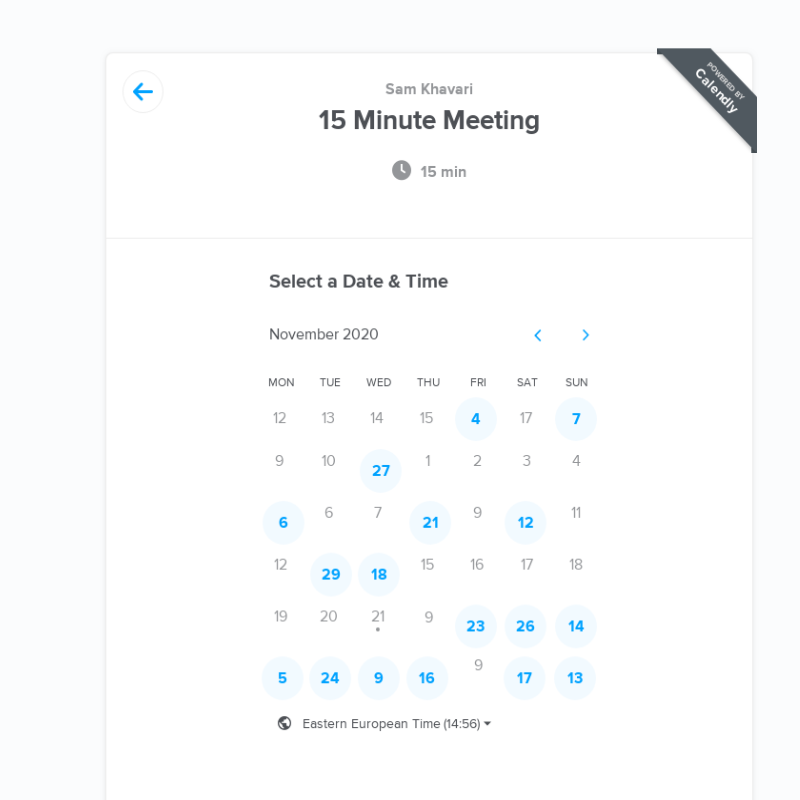 POWERED BY
Calendly
Sam Khavari
15 Minute Meeting
15 min
Select a Date & Time
November 2020
MON TUE WED THU FRI SAT SUN
12 13 14 15 4 17 7
9 10 27 1 2 3 4
6 6 7 21 9 12 11
12 29 18 15 16 17 18
19 20 21 9 23 26 14
5 24 9 16 9 17 13
Eastern European Time (14:56)